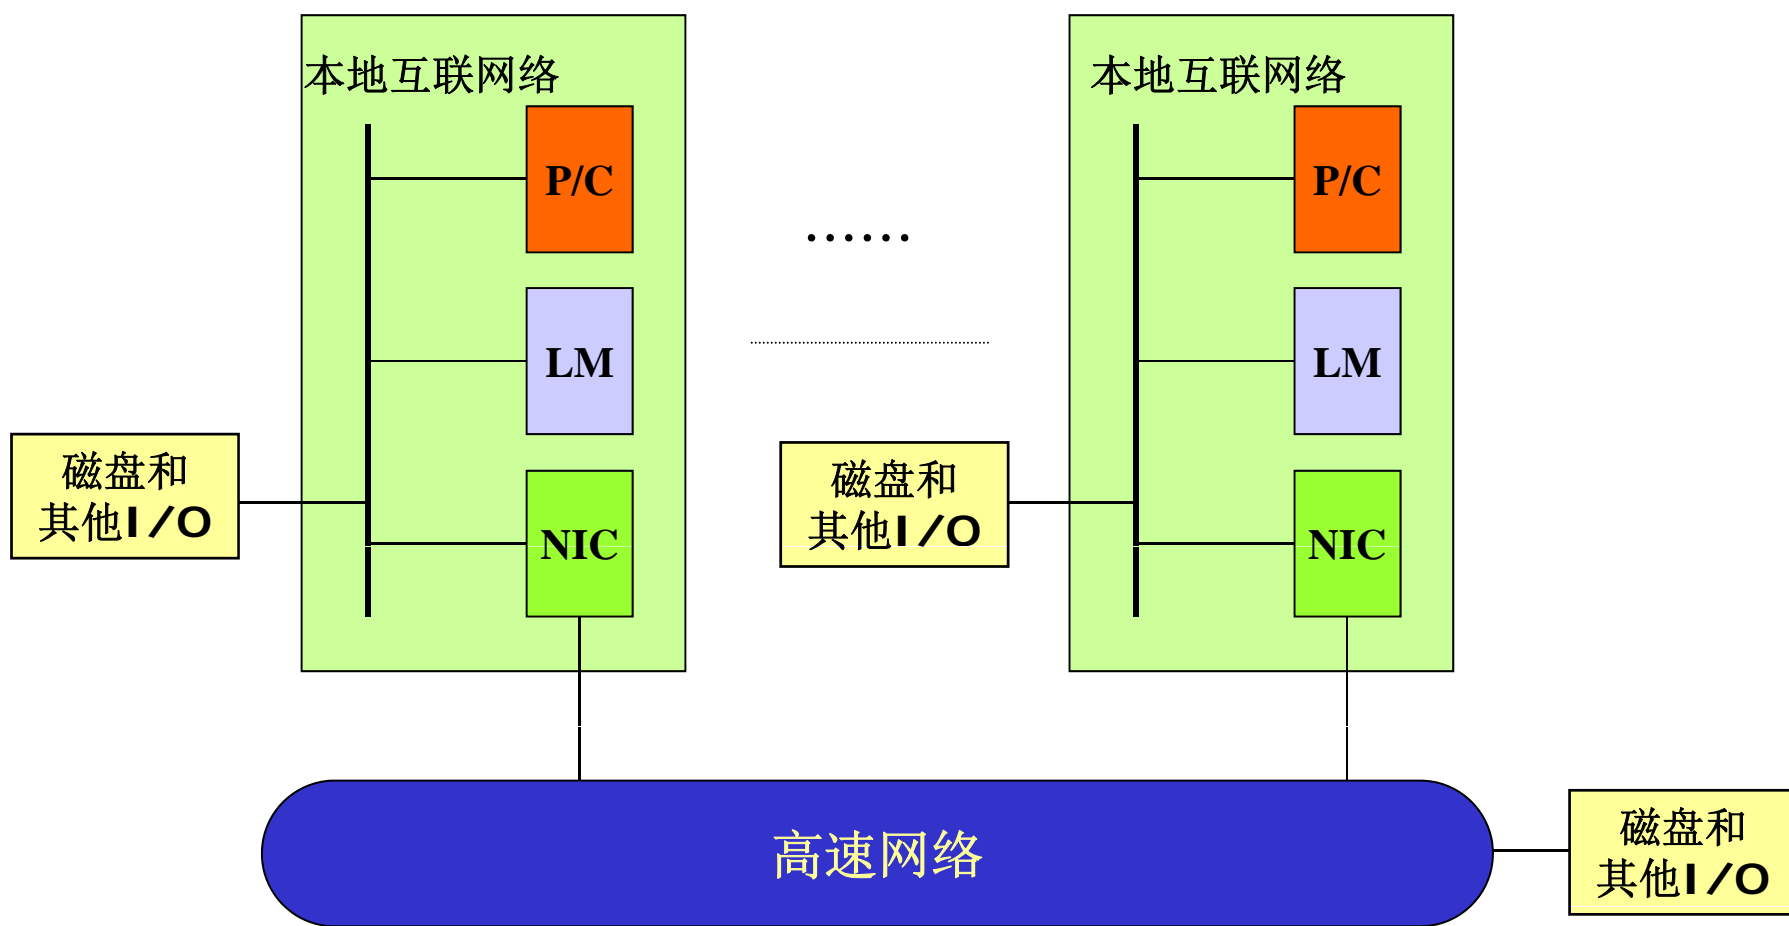 本地互联网络
P/C
LM
NIC
磁盘和
其他I/O
......
本地互联网络
P/C
LM
NIC
磁盘和
其他I/O
高速网络
磁盘和
其他I/O